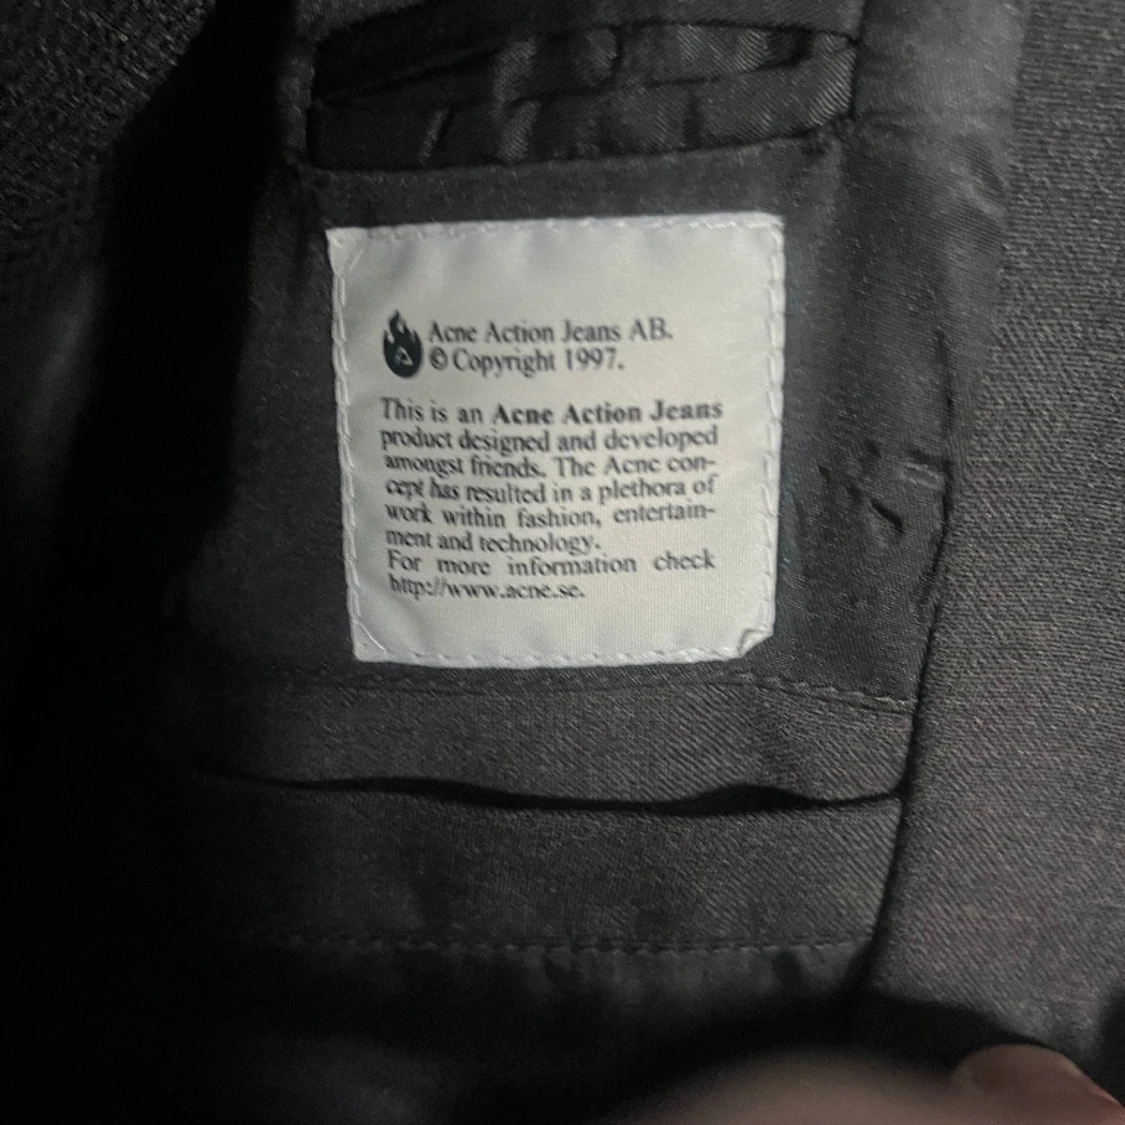 Acne Action Jeans AB.
© Copyright 1997.
This is an Acne Action Jeans
product designed and developed
amongst friends. The Acne con-
cept has resulted in a plethora of
work within fashion, entertain-
ment and technology.
For more information check
http://www.acne.se.